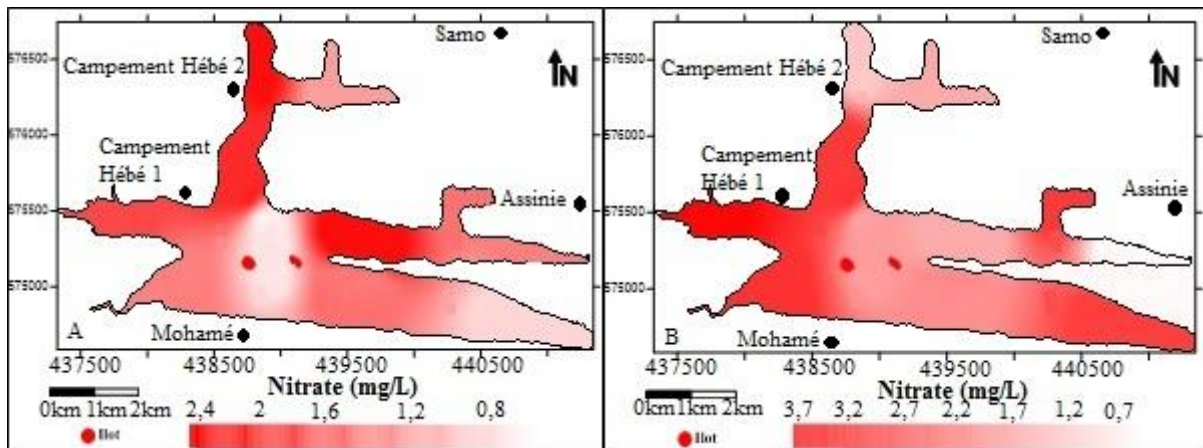 Samo
576500
Campement Hébé 2
N
576000
Campement
Hébé 1
575500
Assinie
575000
A
Mohamé
437500 438500 439500 440500
Nitrate (mg/L)
0km 1km 2km
2,4 2 1,6 1,2 0,8
Ilot
Samo
576500
Campement Hébé 2
N
576000
Campement
Hébé 1
Assinie
575500
575000
B
Mohamé
437500 438500 439500 440500
Nitrate (mg/L)
0km 1km 2km
3,7 3,2 2,7 2,2 1,7 1,2 0,7
Ilot